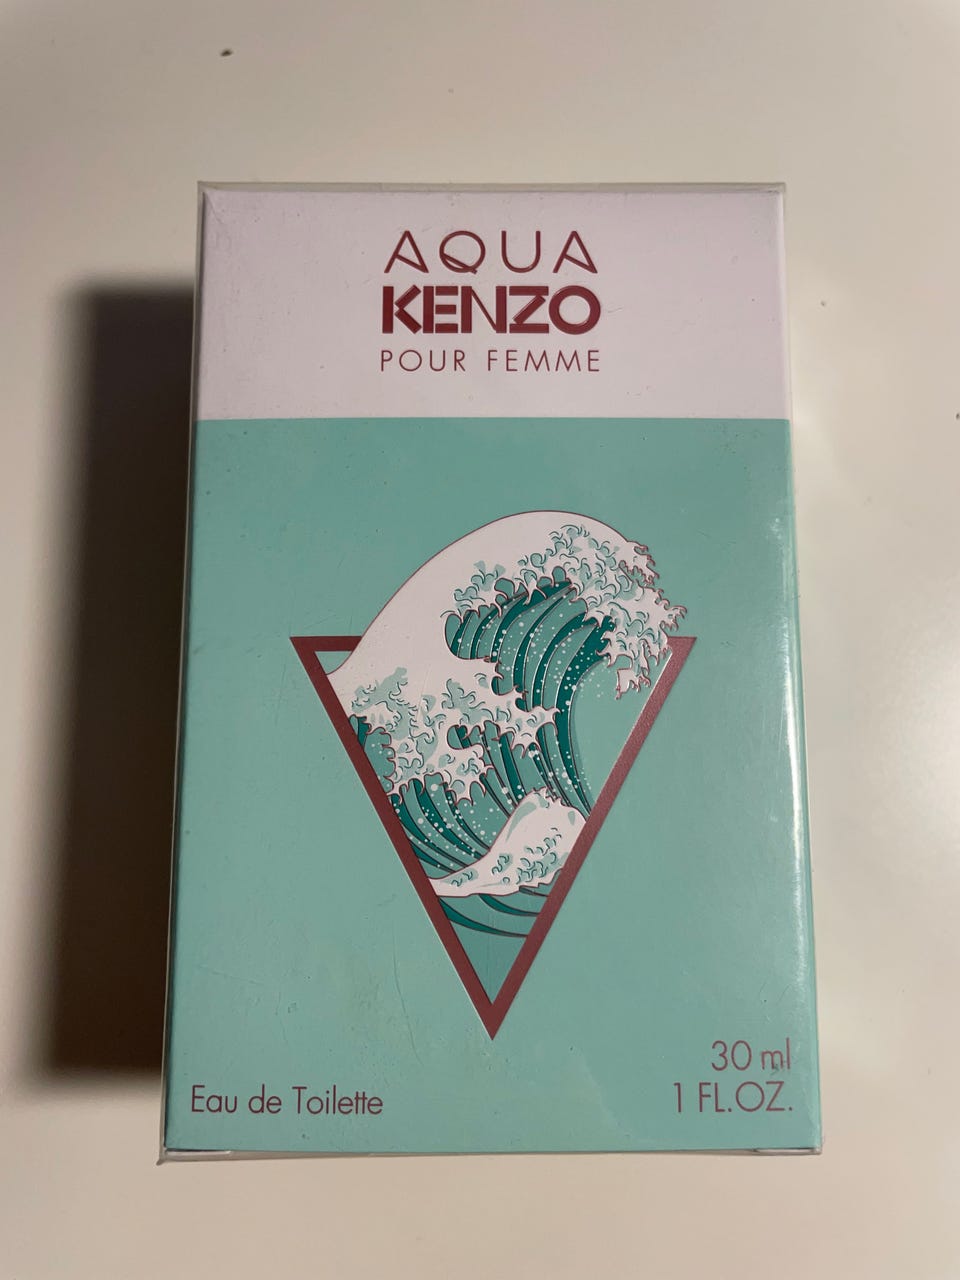 AQUA
KENZO
POUR FEMME
30 ml
Eau de Toilette
1 FL.OZ.